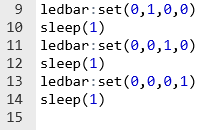 9 ledbar:set(0,1,0,0)
10 sleep(1)
11 ledbar:set(0,0,1,0)
12 sleep(1)
13 ledbar:set(0,0,0,1)
14 sleep(1)
15